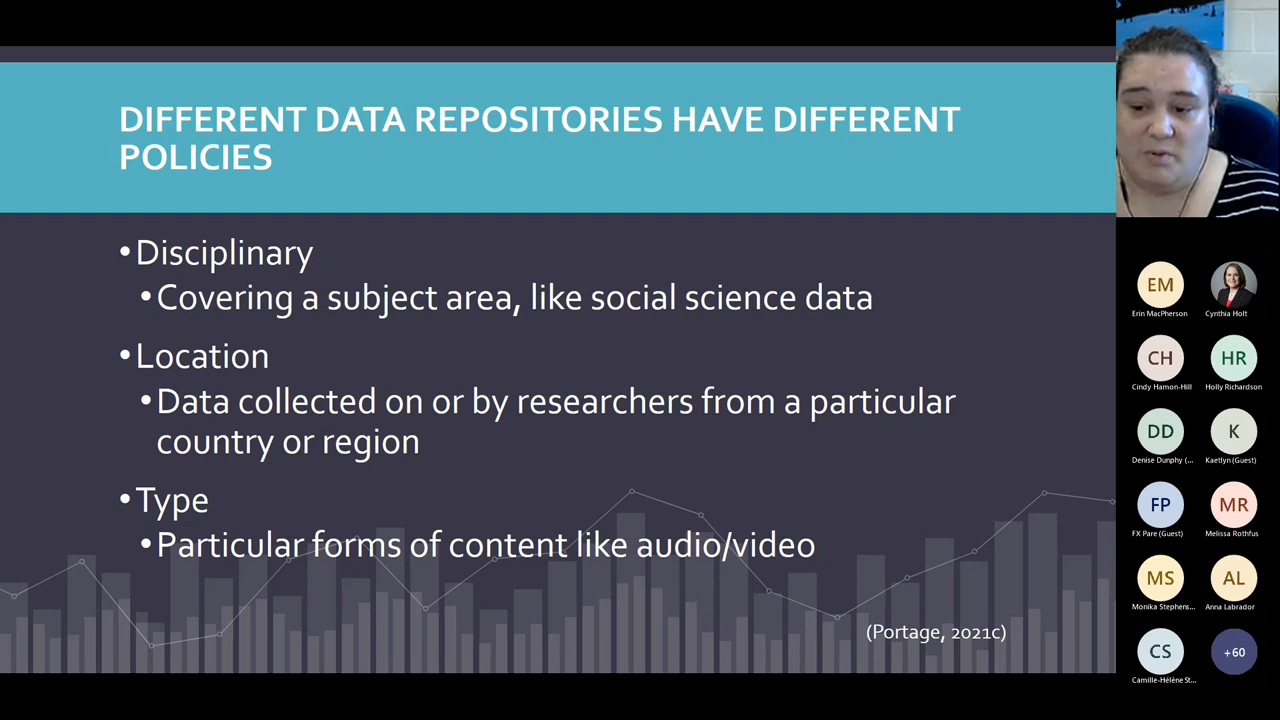 DIFFERENT DATA REPOSITORIES HAVE DIFFERENT
POLICIES
•Disciplinary
•Covering a subject area, like social science data
•Location
•Data collected on or by researchers from a particular
country or region
•Type
•Particular forms of content like audio/video
(Portage, 2021c)
EM
Erin MacPherson
Cynthia Holt
CH
Cindy Hamon-Hill
HR
Holly Richardson
DD
Denise Dunphy (...
K
Kaetlyn (Guest)
FP
FX Pare (Guest)
MR
Melissa Rothfus
MS
Monika Stephens...
AL
Anna Labrador
CS
Camille-Hélène St...
+60